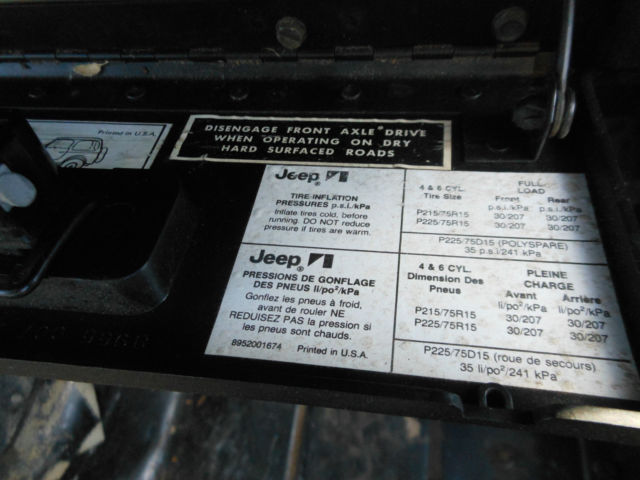 Printed in U.S.A.
DISENGAGE FRONT AXLE DRIVE
WHEN OPERATING ON DRY
HARD SURFACED ROADS
Jeep®
TIRE INFLATION
PRESSURES p.s.i./kPa
Inflate tires cold, before
running. DO NOT reduce
pressure if tires are warm.
4 & 6 CYL. FULL
Tire Size LOAD
Front Rear
p.s.i./kPa p.s.i./kPa
P215/75R15 30/207 30/207
P225/75R15 30/207 30/207
P225/75D15 (POLYSPARE)
35 p.s.i/241 kPa
Jeep®
PRESSIONS DE GONFLAGE
DES PNEUS li/po²/kPa
Gonflez les pneus à froid,
avant de rouler NE
REDUISEZ PAS la pression si
les pneus sont chauds.
8952001674 Printed in U.S.A.
4 & 6 CYL. PLEINE
Dimension Des CHARGE
Pneus Avant Arrière
li/po²/kPa li/po²/kPa
P215/75R15 30/207 30/207
P225/75R15 30/207 30/207
P225/75D15 (roue de secours)
35 li/po²/241 kPa